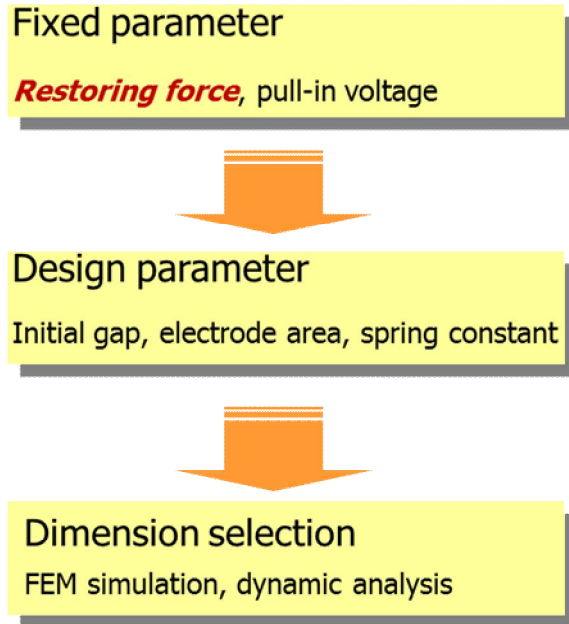 Fixed parameter
Restoring force, pull-in voltage
Design parameter
Initial gap, electrode area, spring constant
Dimension selection
FEM simulation, dynamic analysis